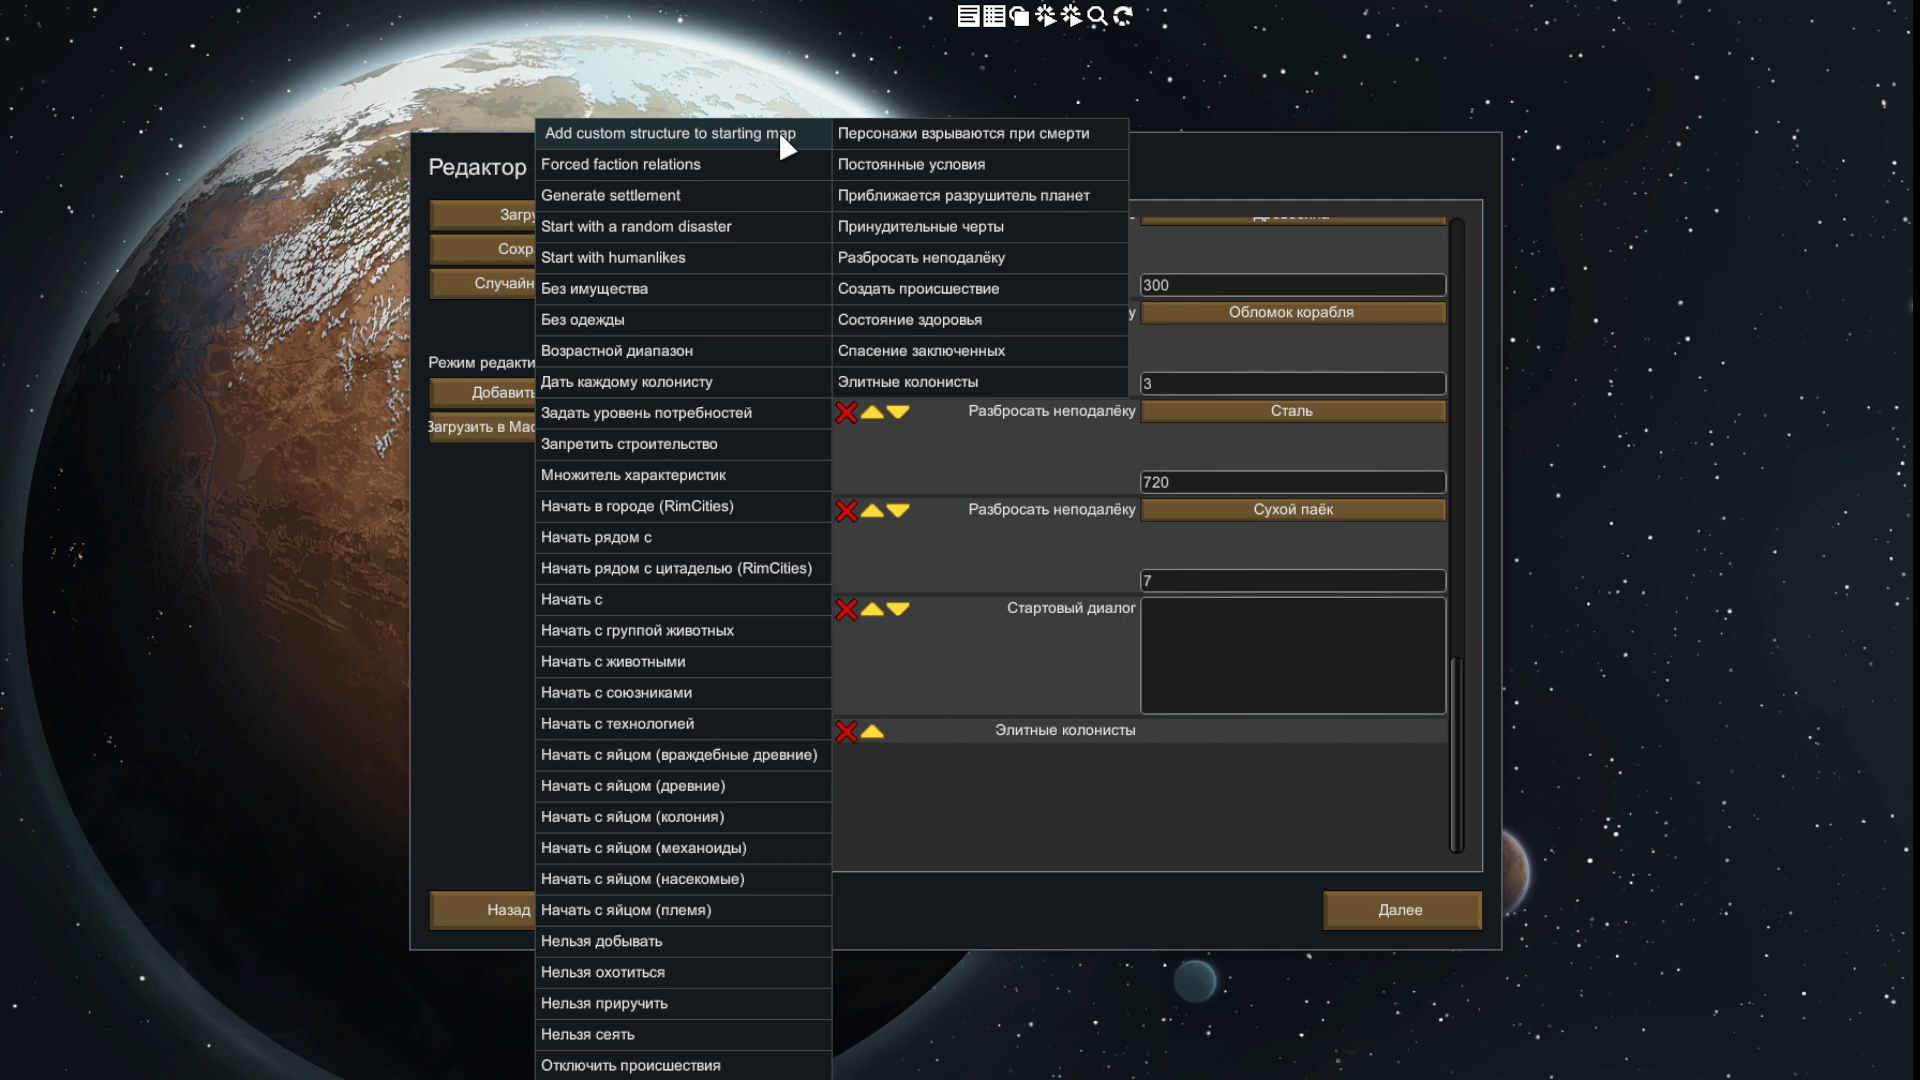 Редактор
Загру
Сохр
Случайн
Режим редакти
Добавить
Загрузить в Мас
Назад
Add custom structure to starting map
Forced faction relations
Generate settlement
Start with a random disaster
Start with humanlikes
Без имущества
Без одежды
Возрастной диапазон
Дать каждому колонисту
Задать уровень потребностей
Запретить строительство
Множитель характеристик
Начать в городе (RimCities)
Начать рядом с
Начать рядом с цитаделью (RimCities)
Начать с
Начать с группой животных
Начать с животными
Начать с союзниками
Начать с технологией
Начать с яйцом (враждебные древние)
Начать с яйцом (древние)
Начать с яйцом (колония)
Начать с яйцом (механоиды)
Начать с яйцом (насекомые)
Начать с яйцом (племя)
Нельзя добывать
Нельзя охотиться
Нельзя приручить
Нельзя сеять
Отключить происшествия
Персонажи взрываются при смерти
Постоянные условия
Приближается разрушитель планет
Принудительные черты
Разбросать неподалёку
Создать происшествие
Состояние здоровья
Спасение заключенных
Элитные колонисты
300
у Обломок корабля
3
Разбросать неподалёку Сталь
720
Разбросать неподалёку Сухой паёк
7
Стартовый диалог
Элитные колонисты
Далее